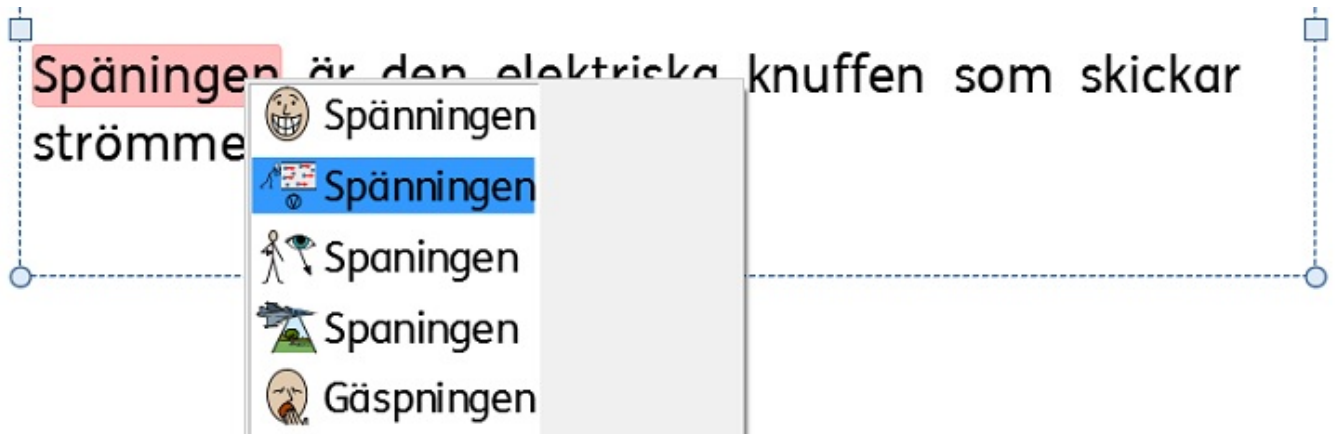 Späningen är den elektriska knuffen som skickar
strömme
Spänningen
Spänningen
Spaningen
Spaningen
Gäspningen